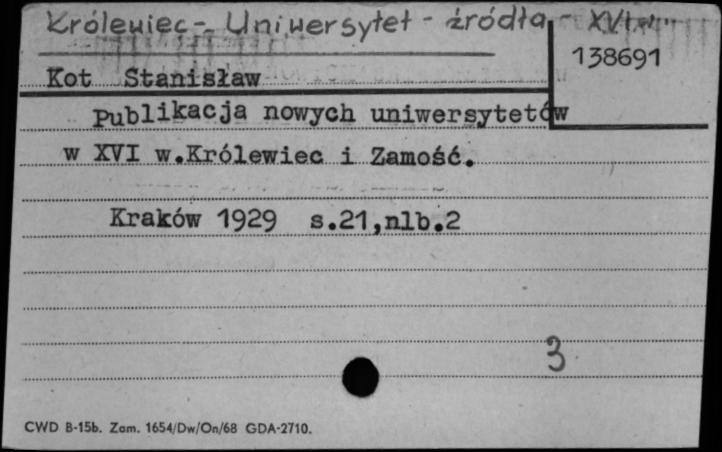 Królewiec - Uniwersytet - źródła - XVI w.
138691
Kot Stanisław
Publikacja nowych uniwersytetów
w XVI w.Królewiec i Zamość.
Kraków 1929 s.21,nlb.2
3
CWD B-15b. Zam. 1654/Dw/On/68 GDA-2710.